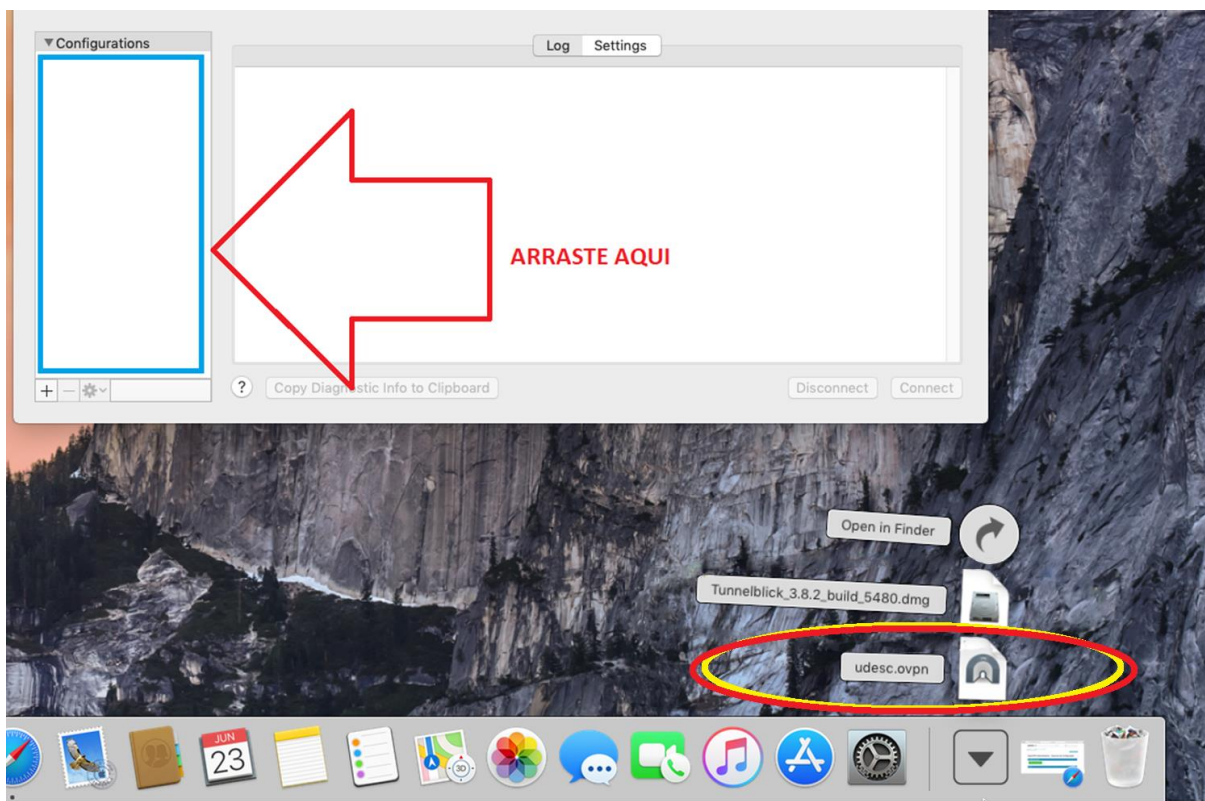 Configurations
Log Settings
ARRASTE AQUI
+ −
? Copy Diagnostic Info to Clipboard Disconnect Connect
Open in Finder
Tunnelblick_3.8.2_build_5480.dmg
udesc.ovpn
JUN
23
3D